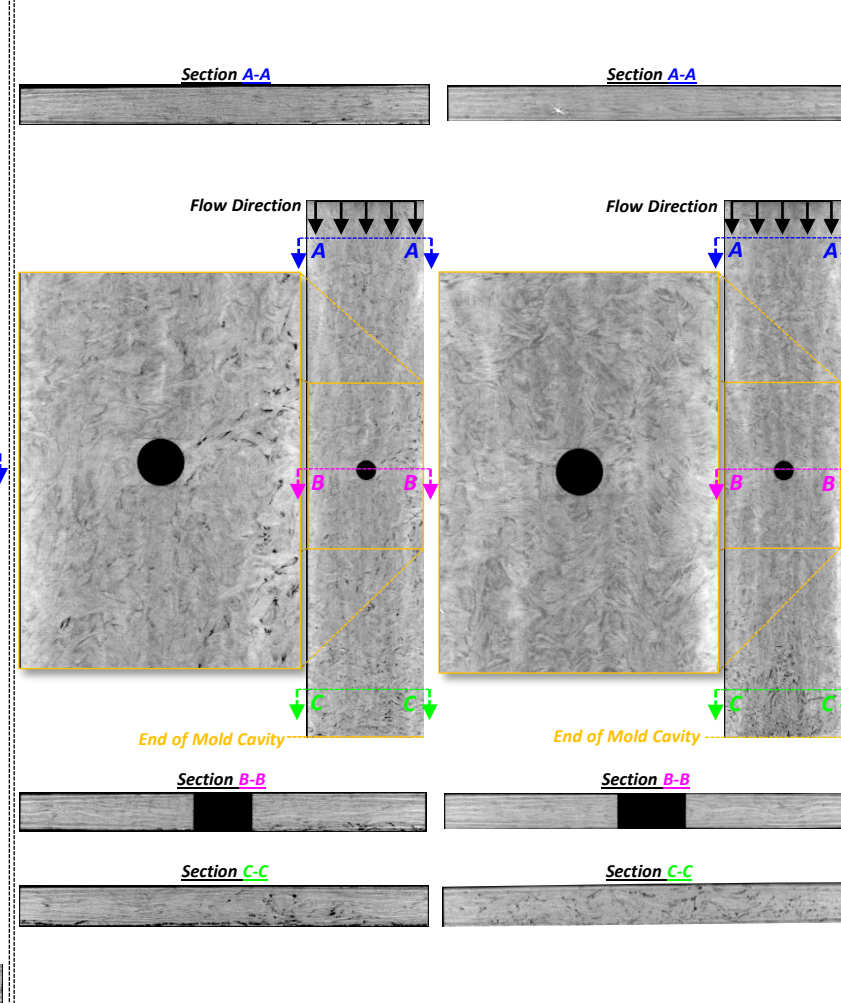 Section A-A
Section A-A
Flow Direction
Flow Direction
A A
A A
B B
B B
C C
C C
End of Mold Cavity
End of Mold Cavity
Section B-B
Section B-B
Section C-C
Section C-C